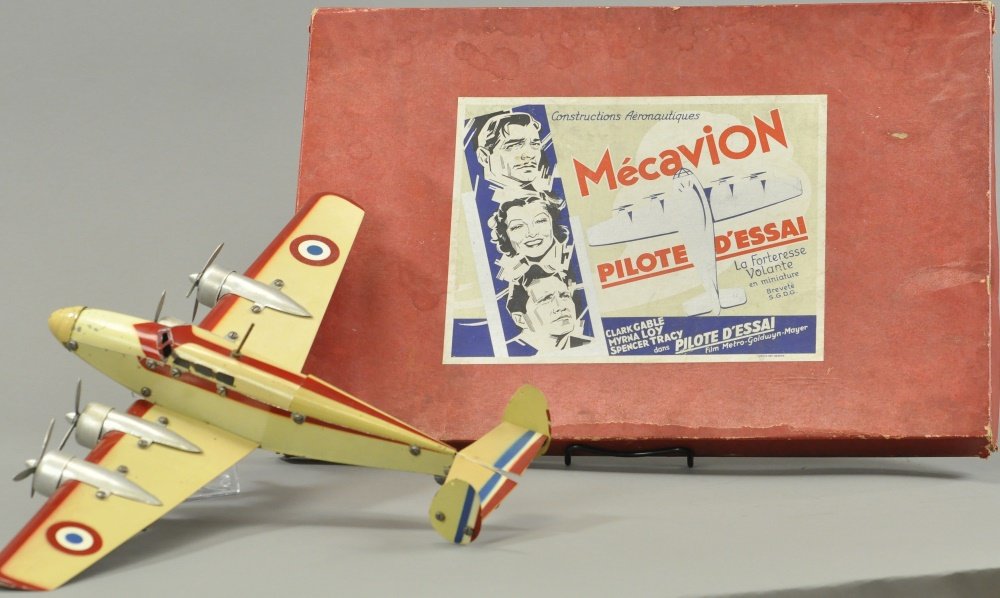 Constructions Aéronautiques
Mécavion
PILOTE D'ESSAI
La Forteresse
Volante
en miniature
Breveté
S.G.D.G
CLARK GABLE
MYRNA LOY
SPENCER TRACY
dans PILOTE D'ESSAI
Film Metro-Goldwyn-Mayer